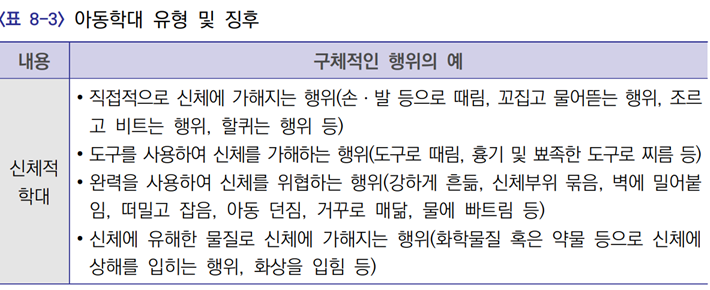 <표 8-3> 아동학대 유형 및 징후
내용 구체적인 행위의 예
• 직접적으로 신체에 가해지는 행위(손·발 등으로 때림, 꼬집고 물어뜯는 행위, 조르
고 비트는 행위, 할퀴는 행위 등)
• 도구를 사용하여 신체를 가해하는 행위(도구로 때림, 흉기 및 뾰족한 도구로 찌름 등)
신체적
학대
• 완력을 사용하여 신체를 위협하는 행위(강하게 흔듦, 신체부위 묶음, 벽에 밀어붙
임, 떠밀고 잡음, 아동 던짐, 거꾸로 매닮, 물에 빠트림 등)
• 신체에 유해한 물질로 신체에 가해지는 행위(화학물질 혹은 약물 등으로 신체에
상해를 입히는 행위, 화상을 입힘 등)